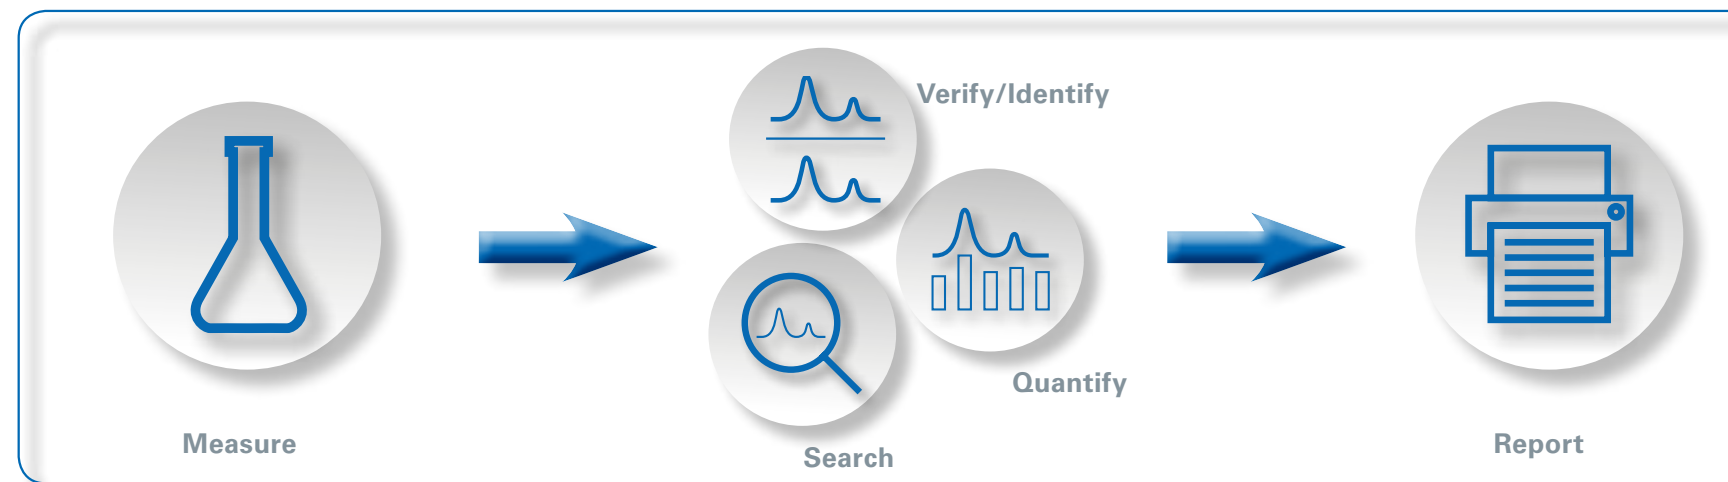 Verify/Identify
Quantify
Measure
Search
Report